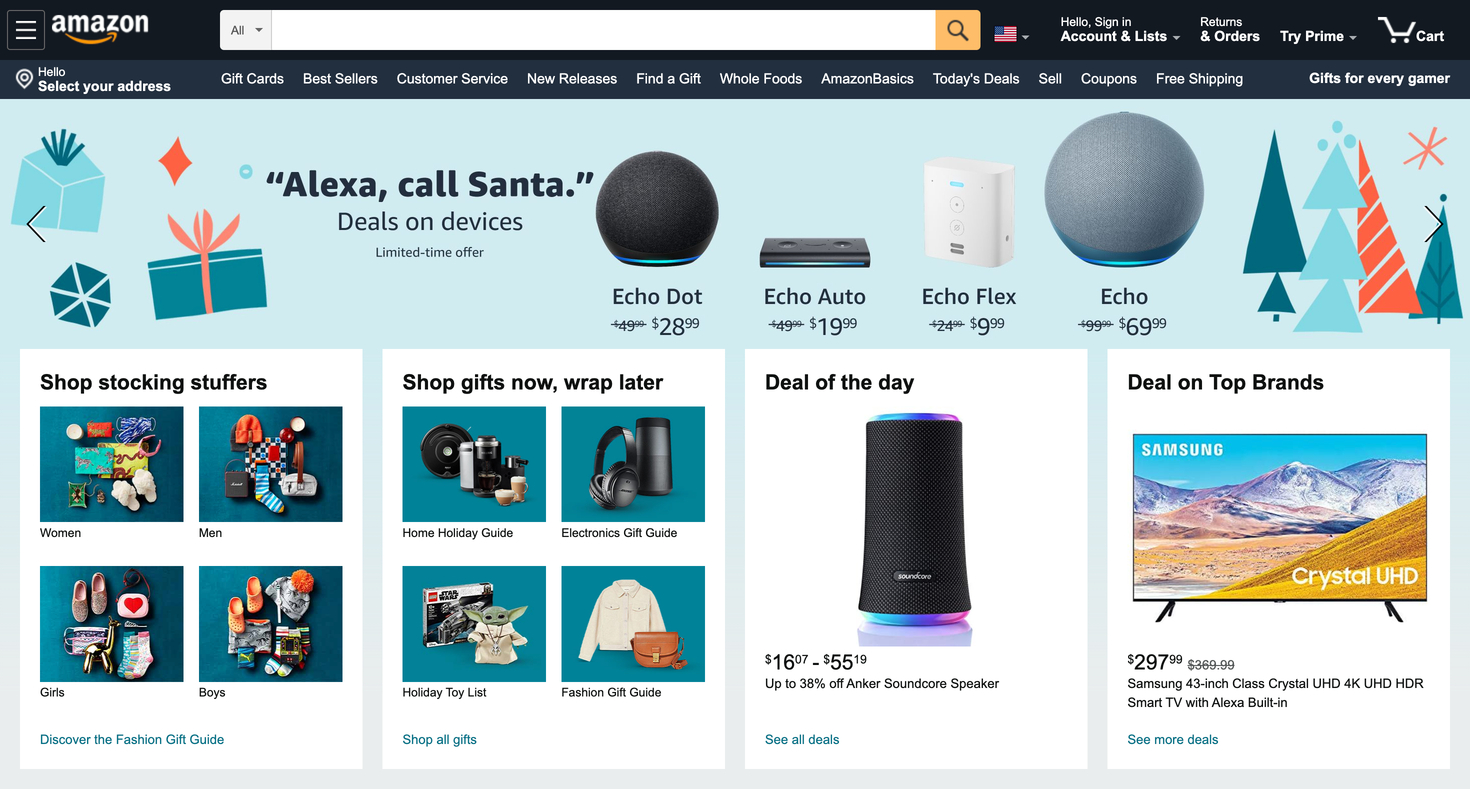 amazon
All
Hello, Sign in
Account & Lists
Returns
& Orders
Try Prime
Cart
Hello
Select your address
Gift Cards
Best Sellers
Customer Service
New Releases
Find a Gift
Whole Foods
AmazonBasics
Today's Deals
Sell
Coupons
Free Shipping
Gifts for every gamer
“Alexa, call Santa.”
Deals on devices
Limited-time offer
Echo Dot
$49.99 $28.99
Echo Auto
$49.99 $19.99
Echo Flex
$24.99 $9.99
Echo
$99.99 $69.99
Shop stocking stuffers
Women
Men
Girls
Boys
Discover the Fashion Gift Guide
Shop gifts now, wrap later
Home Holiday Guide
Electronics Gift Guide
STAR WARS
Holiday Toy List
Fashion Gift Guide
Shop all gifts
Deal of the day
soundcore
$16.07 - $55.19
Up to 38% off Anker Soundcore Speaker
See all deals
Deal on Top Brands
SAMSUNG
Crystal UHD
$297.99 $369.99
Samsung 43-inch Class Crystal UHD 4K UHD HDR
Smart TV with Alexa Built-in
See more deals